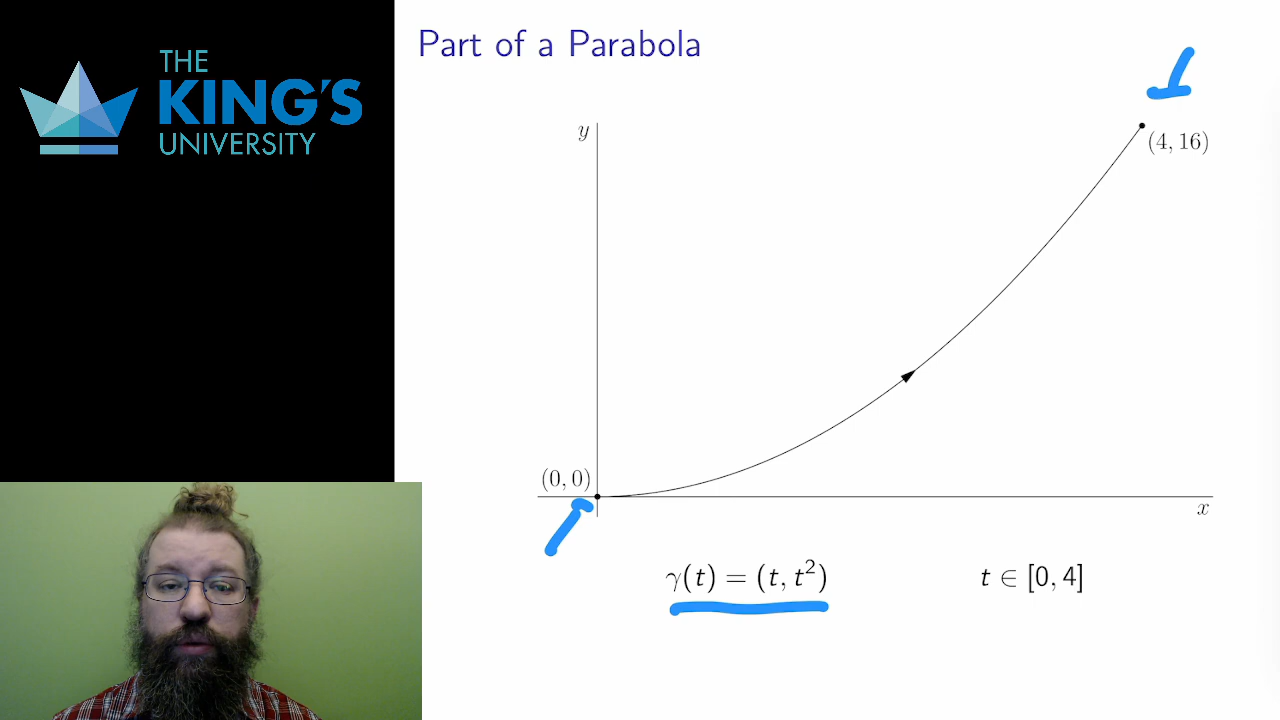 THE
KING'S
UNIVERSITY
Part of a Parabola
y
(4, 16)
(0, 0)
x
γ(t) = (t, t²)
t ∈ [0, 4]